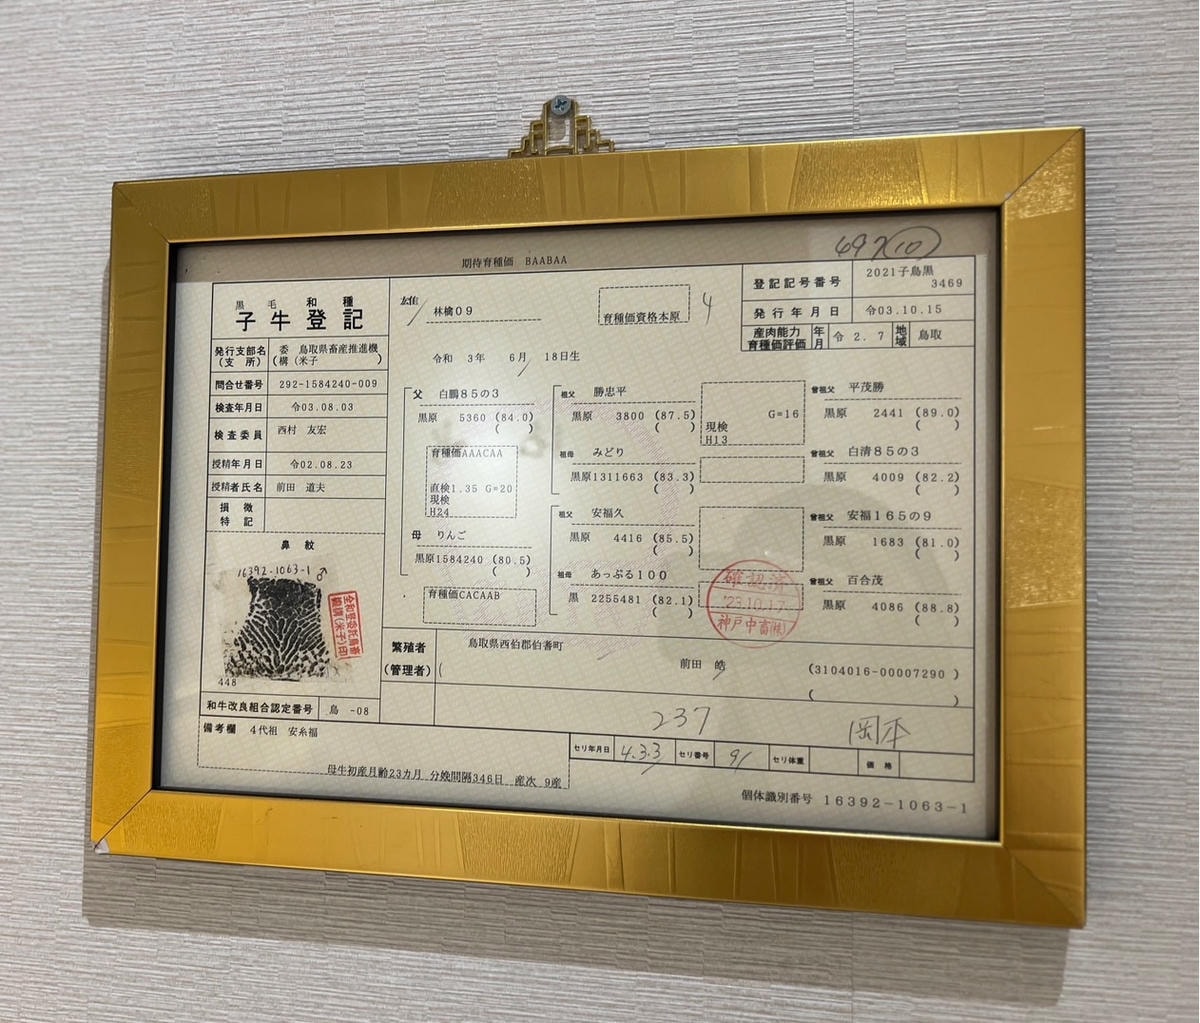 697(10)
期待育種価 BAABAA
黒毛和種
子牛登記
発行支部名(支所) 委 鳥取県畜産推進機
(構(米子 )
問合せ番号 292-1584240-009
検査年月日 令03.08.03
検査委員 西村 友宏
授精年月日 令02.08.23
授精者氏名 前田 道夫
損徴
特記
鼻紋
16392-1063-1 ♂
448
和牛改良組合認定番号 鳥 -08
林檎09
育種価資格本原
4
登記記号番号 2021子鳥黒
3469
発行年月日 令03.10.15
産肉能力育種価評価 年月 令 2. 7 地域 鳥取
令和 3年 6月 18日生
父 白鵬85の3
黒原 5360 (84.0)
( )
育種価AAACAA
直検1.35 G=20
現検
H24
母 りんご
黒原1584240 (80.5)
( )
育種価CACAAB
祖父 勝忠平
黒原 3800 (87.5)
( )
G=16
現検
H13
祖母 みどり
黒原1311663 (83.3)
( )
祖父 安福久
黒原 4416 (85.5)
( )
祖母 あっぷる100
黒 2255481 (82.1)
( )
曾祖父 平茂勝
黒原 2441 (89.0)
( )
曾祖父 白清85の3
黒原 4009 (82.2)
( )
曾祖父 安福165の9
黒原 1683 (81.0)
( )
曾祖父 百合茂
黒原 4086 (88.8)
( )
確認済
'23.10.17
神戸中畜(株)
繁殖者 鳥取県西伯郡伯耆町
(管理者) ( 前田 皓 (3104016-00007290 )
( )
237
岡本
備考欄 4代祖 安糸福
母牛初産月齢23カ月 分娩間隔346日 産次 9産
セリ年月日 4.3.3 セリ番号 91 セリ体重 価格
個体識別番号 16392-1063-1